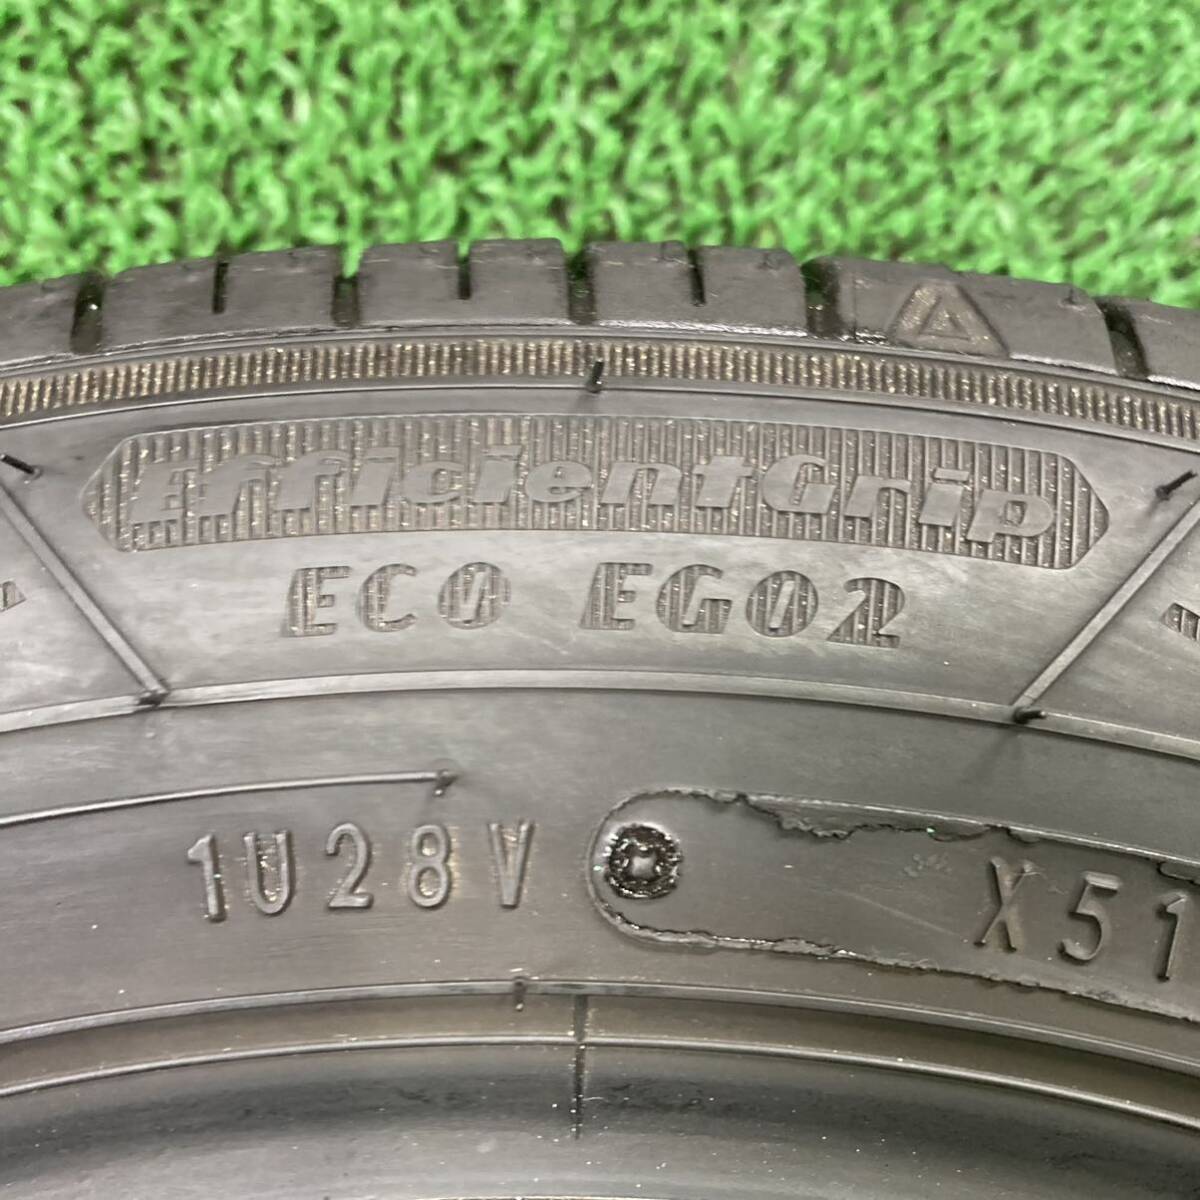 EfficientGrip
ECO EG02
1U28V
X51